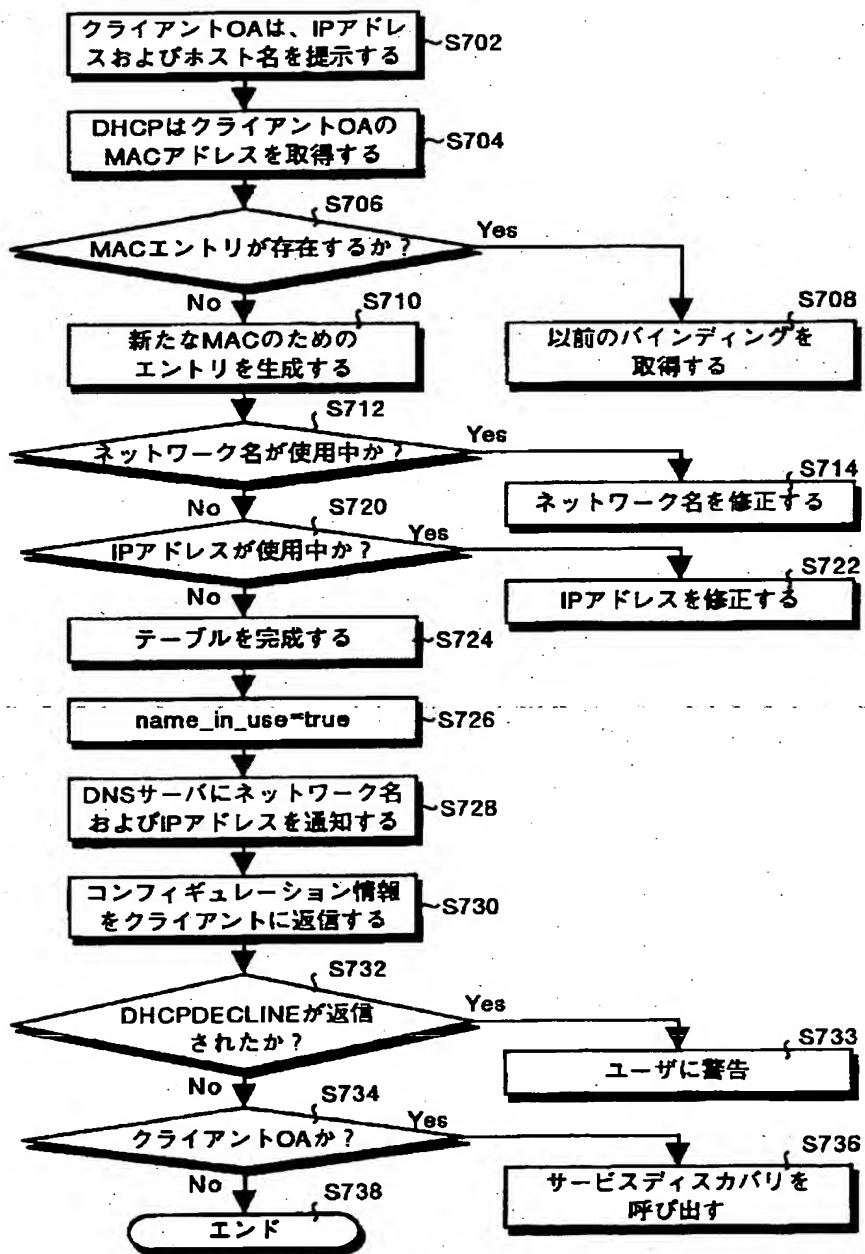 クライアントOAは、IPアドレ
スおよびホスト名を提示する
S702
DHCPはクライアントOAの
MACアドレスを取得する
S704
S706
MACエントリが存在するか？
Yes
No
S708
以前のバインディングを
取得する
S710
新たなMACのための
エントリを生成する
S712
ネットワーク名が使用中か？
Yes
No
S714
ネットワーク名を修正する
S720
IPアドレスが使用中か？
Yes
No
S722
IPアドレスを修正する
テーブルを完成する
S724
name_in_use=true
S726
DNSサーバにネットワーク名
およびIPアドレスを通知する
S728
コンフィギュレーション情報
をクライアントに返信する
S730
S732
DHCPDECLINEが返信
されたか？
Yes
No
S733
ユーザに警告
S734
クライアントOAか？
Yes
No
S736
サービスディスカバリを
呼び出す
S738
エンド